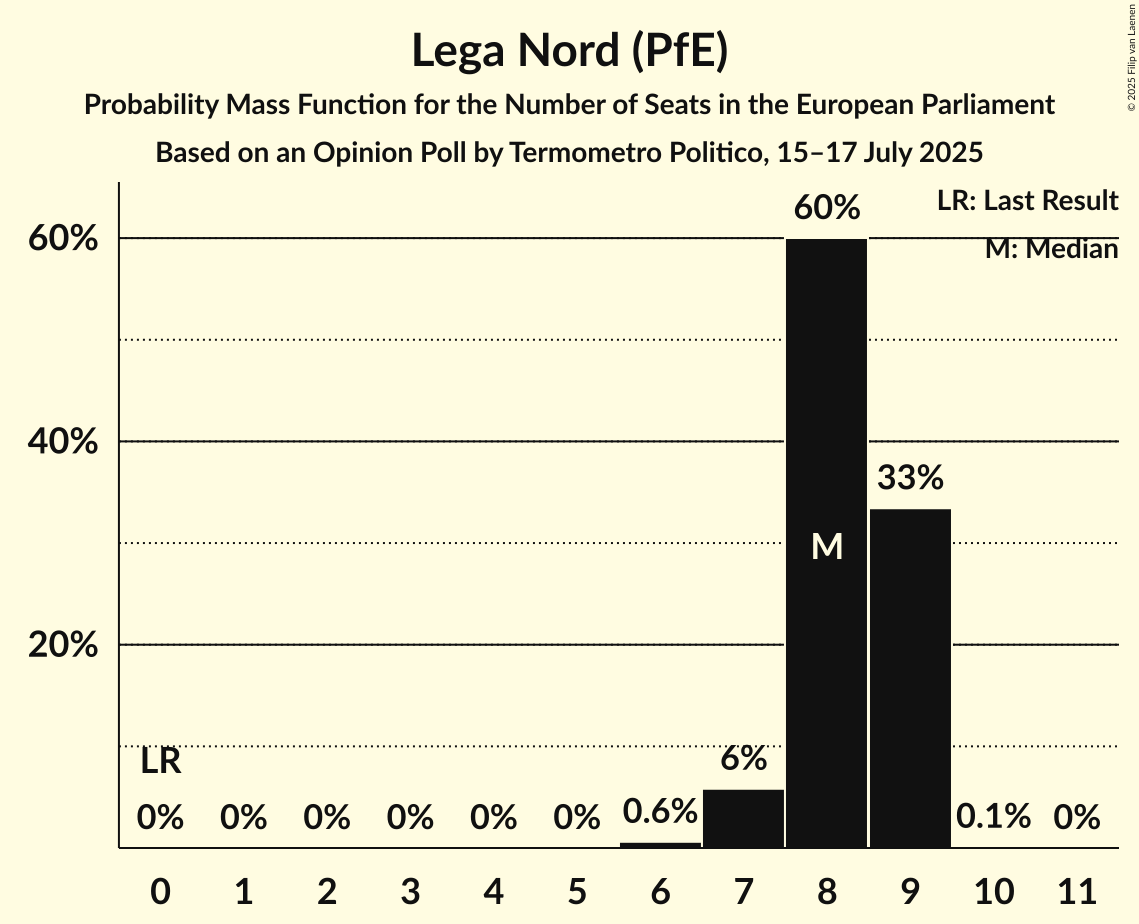 Lega Nord (PfE)
Probability Mass Function for the Number of Seats in the European Parliament
Based on an Opinion Poll by Termometro Politico, 15–17 July 2025
© 2025 Filip van Laenen
LR: Last Result
M: Median
60%
40%
20%
60%
33%
M
LR
6%
0% 0% 0% 0% 0% 0% 0.6% 0.1% 0%
0 1 2 3 4 5 6 7 8 9 10 11